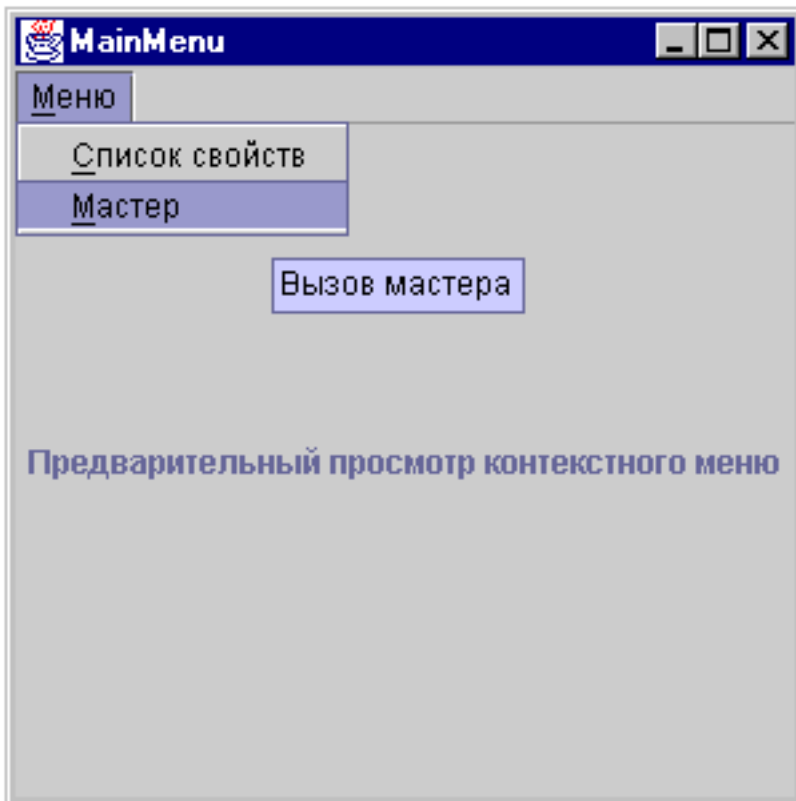 MainMenu
Меню
Список свойств
Мастер
Вызов мастера
Предварительный просмотр контекстного меню